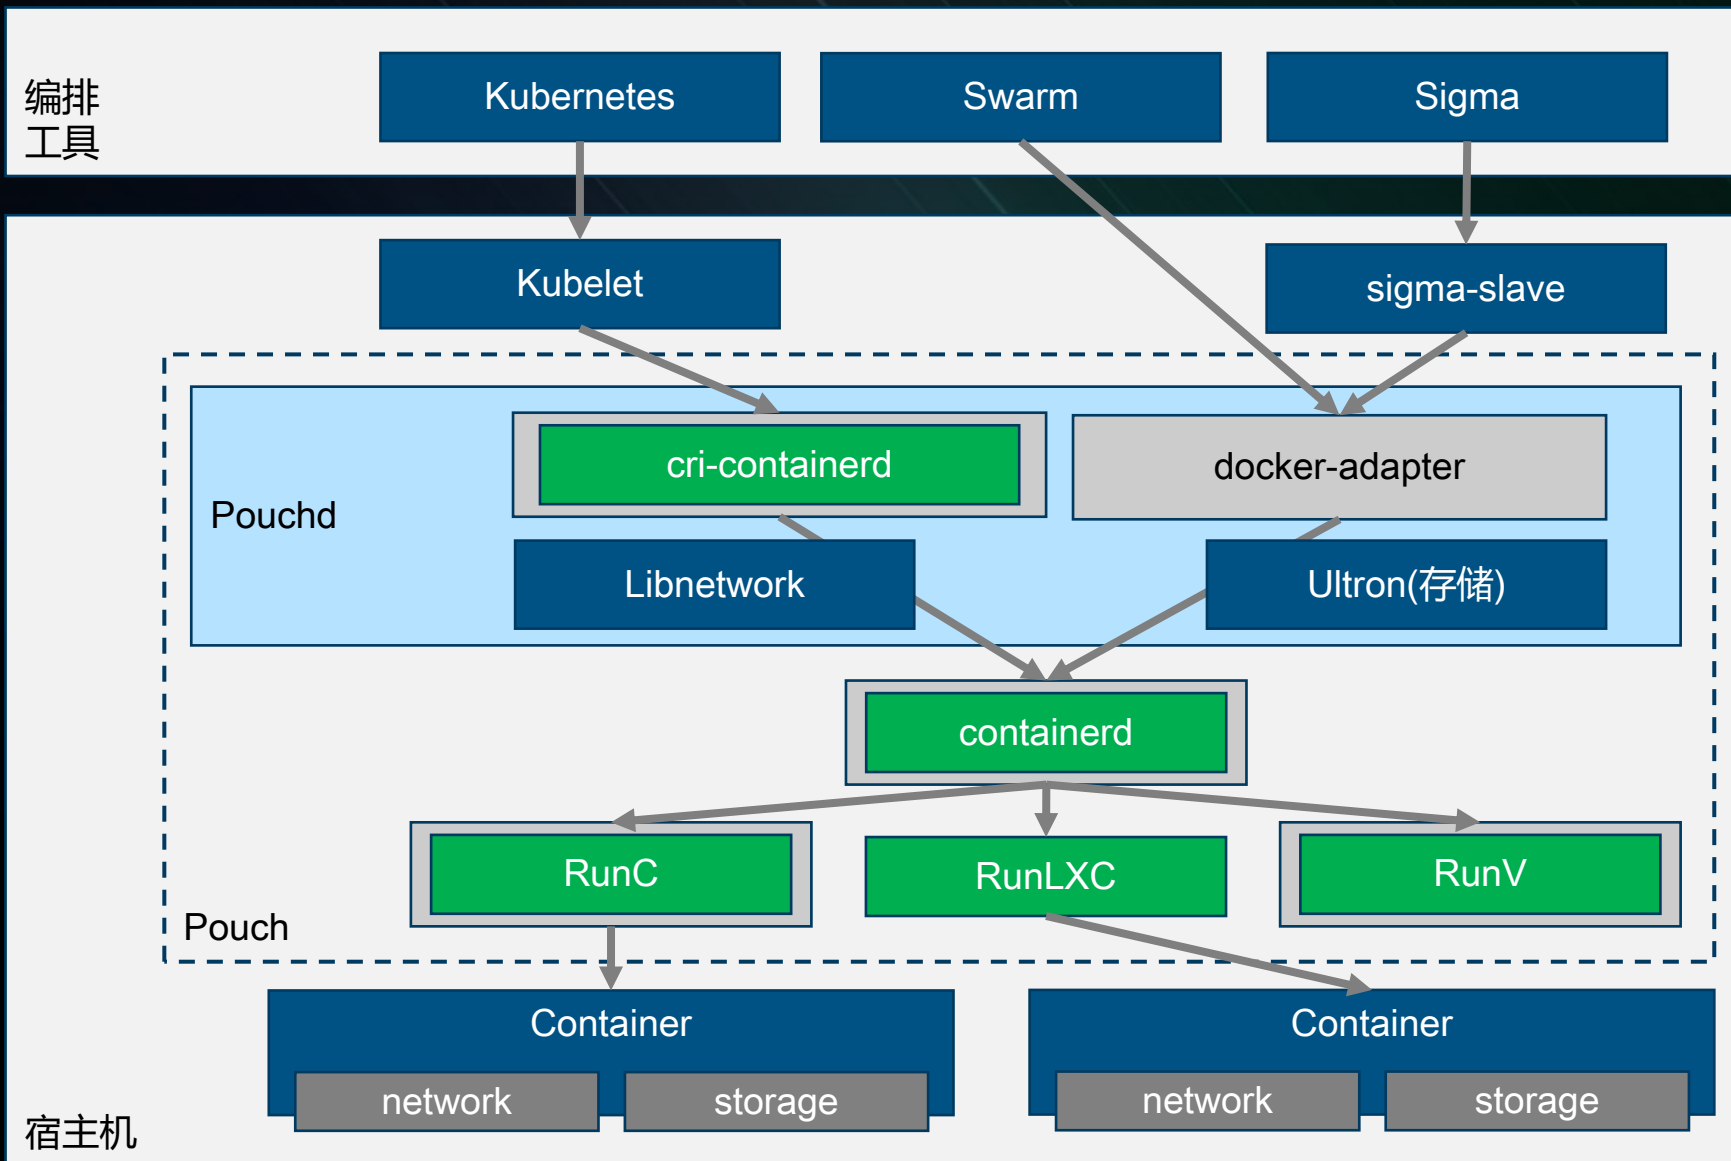 编排
工具
Kubernetes
Swarm
Sigma
Kubelet
sigma-slave
cri-containerd
docker-adapter
Pouchd
Libnetwork
Ultron(存储)
containerd
RunC
RunLXC
RunV
Pouch
Container
Container
network
storage
network
storage
宿主机